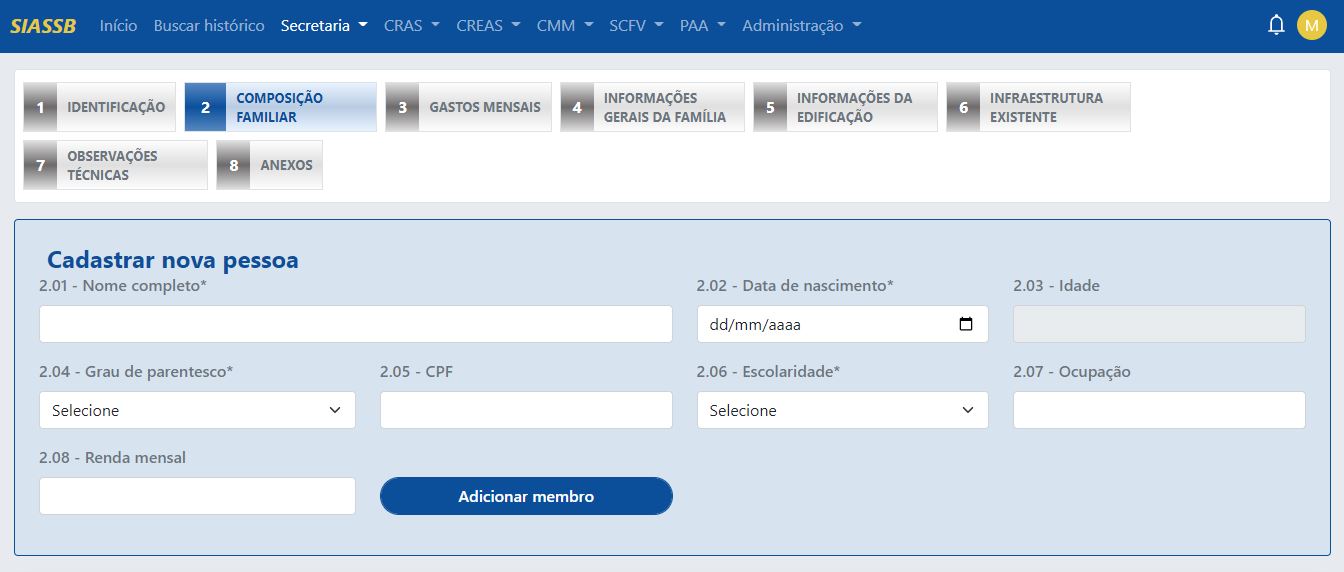 SIASSB Início Buscar histórico Secretaria CRAS CREAS CMM SCFV PAA Administração M
1 IDENTIFICAÇÃO
2 COMPOSIÇÃO
FAMILIAR
3 GASTOS MENSAIS
4 INFORMAÇÕES
GERAIS DA FAMÍLIA
5 INFORMAÇÕES DA
EDIFICAÇÃO
6 INFRAESTRUTURA
EXISTENTE
7 OBSERVAÇÕES
TÉCNICAS
8 ANEXOS
Cadastrar nova pessoa
2.01 - Nome completo*
2.02 - Data de nascimento*
dd/mm/aaaa
2.03 - Idade
2.04 - Grau de parentesco*
Selecione
2.05 - CPF
2.06 - Escolaridade*
Selecione
2.07 - Ocupação
2.08 - Renda mensal
Adicionar membro